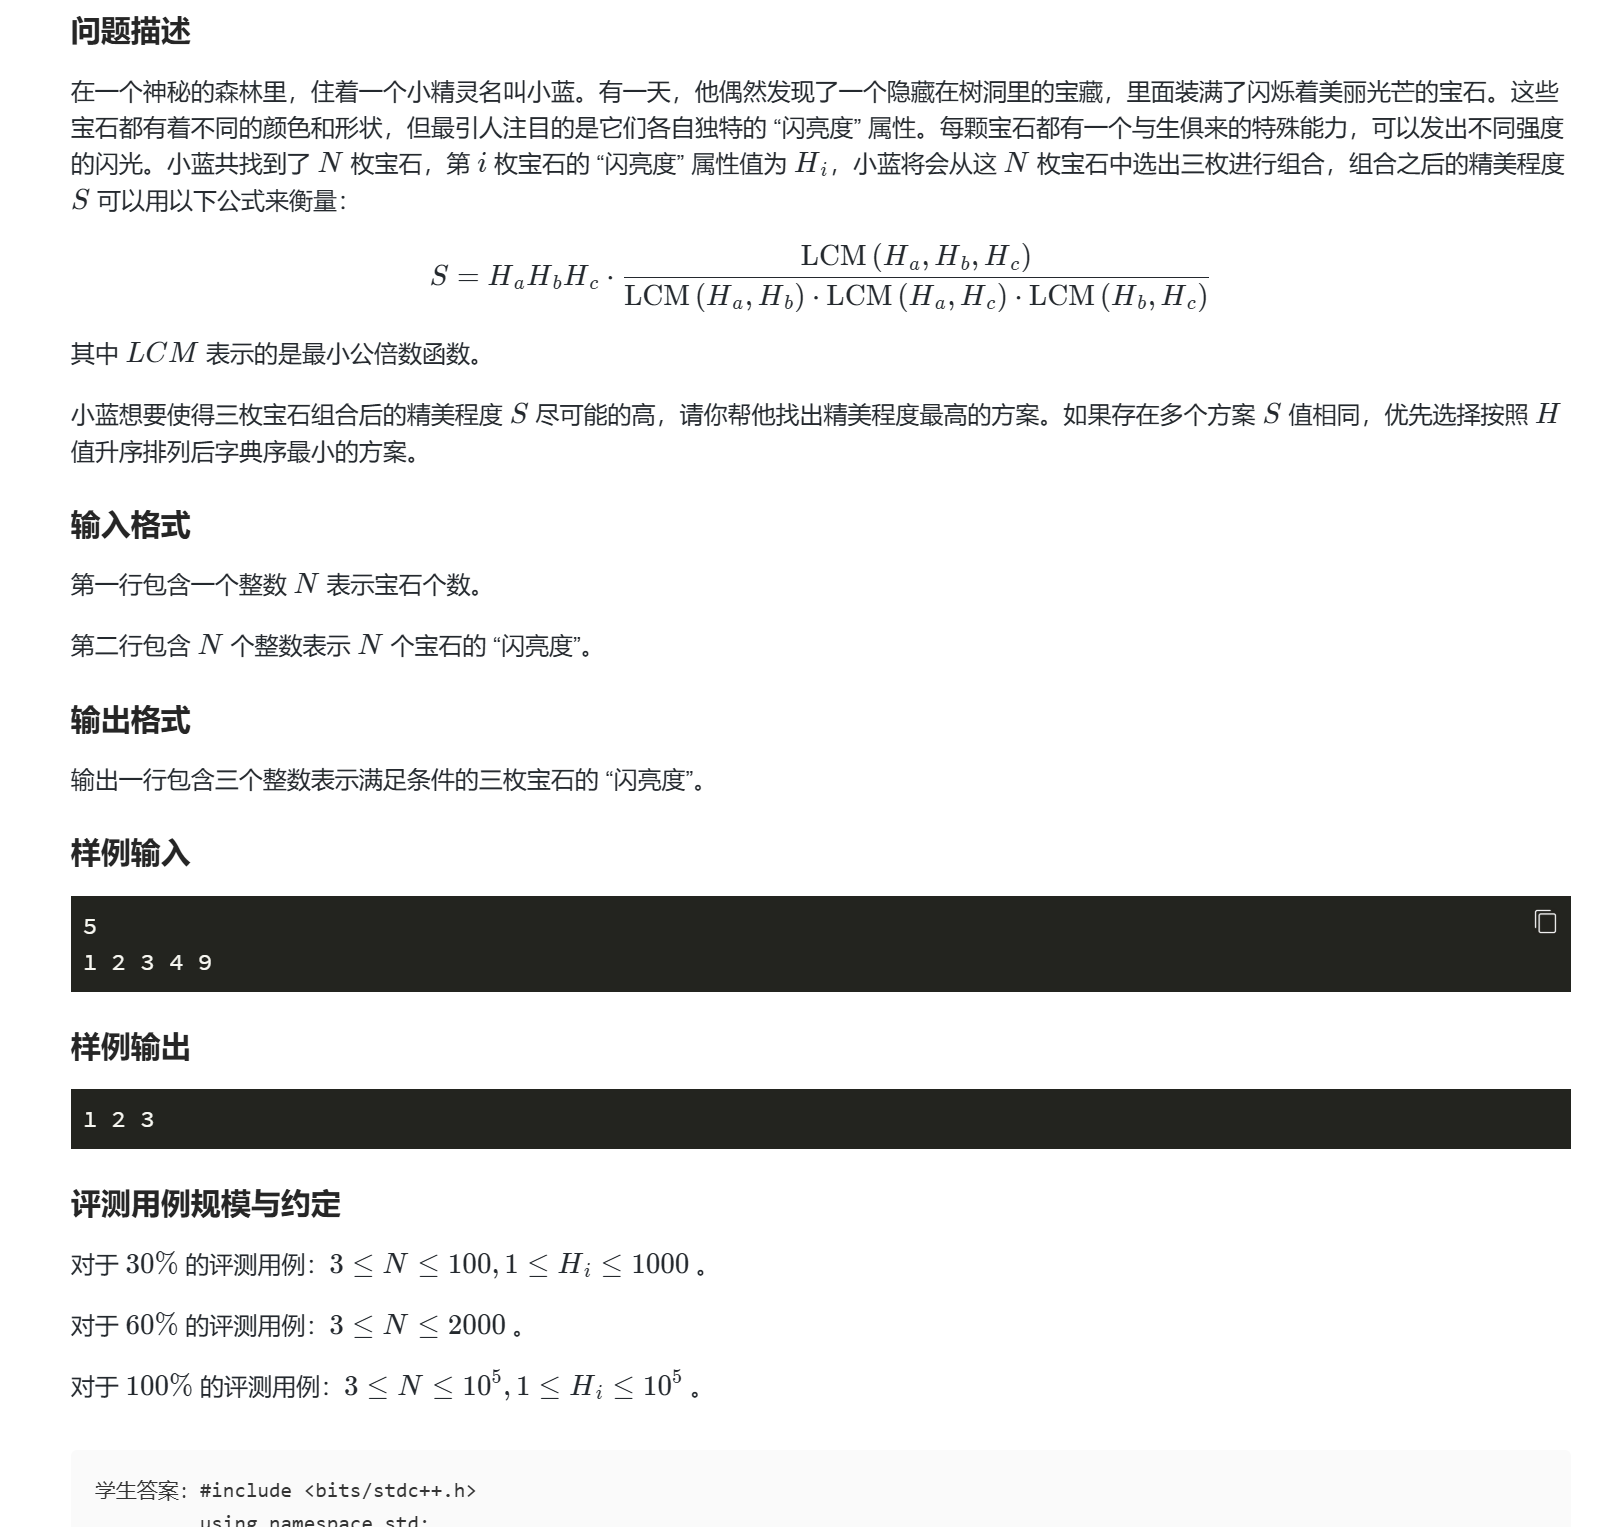 问题描述
在一个神秘的森林里，住着一个小精灵名叫小蓝。有一天，他偶然发现了一个隐藏在树洞里的宝藏，里面装满了闪烁着美丽光芒的宝石。这些
宝石都有着不同的颜色和形状，但最引人注目的是它们各自独特的 “闪亮度” 属性。每颗宝石都有一个与生俱来的特殊能力，可以发出不同强度
的闪光。小蓝共找到了 N 枚宝石，第 i 枚宝石的 “闪亮度” 属性值为 H_i，小蓝将会从这 N 枚宝石中选出三枚进行组合，组合之后的精美程度
S 可以用以下公式来衡量：
S = H_aH_bH_c · \frac{LCM (H_a, H_b, H_c)}{LCM (H_a, H_b) · LCM (H_a, H_c) · LCM (H_b, H_c)}
其中 LCM 表示的是最小公倍数函数。
小蓝想要使得三枚宝石组合后的精美程度 S 尽可能的高，请你帮他找出精美程度最高的方案。如果存在多个方案 S 值相同，优先选择按照 H
值升序排列后字典序最小的方案。
输入格式
第一行包含一个整数 N 表示宝石个数。
第二行包含 N 个整数表示 N 个宝石的 “闪亮度”。
输出格式
输出一行包含三个整数表示满足条件的三枚宝石的 “闪亮度”。
样例输入
5
1 2 3 4 9
样例输出
1 2 3
评测用例规模与约定
对于 30% 的评测用例：3 ≤ N ≤ 100, 1 ≤ H_i ≤ 1000 。
对于 60% 的评测用例：3 ≤ N ≤ 2000 。
对于 100% 的评测用例：3 ≤ N ≤ 10^5, 1 ≤ H_i ≤ 10^5 。
学生答案：#include <bits/stdc++.h>
using namespace std;